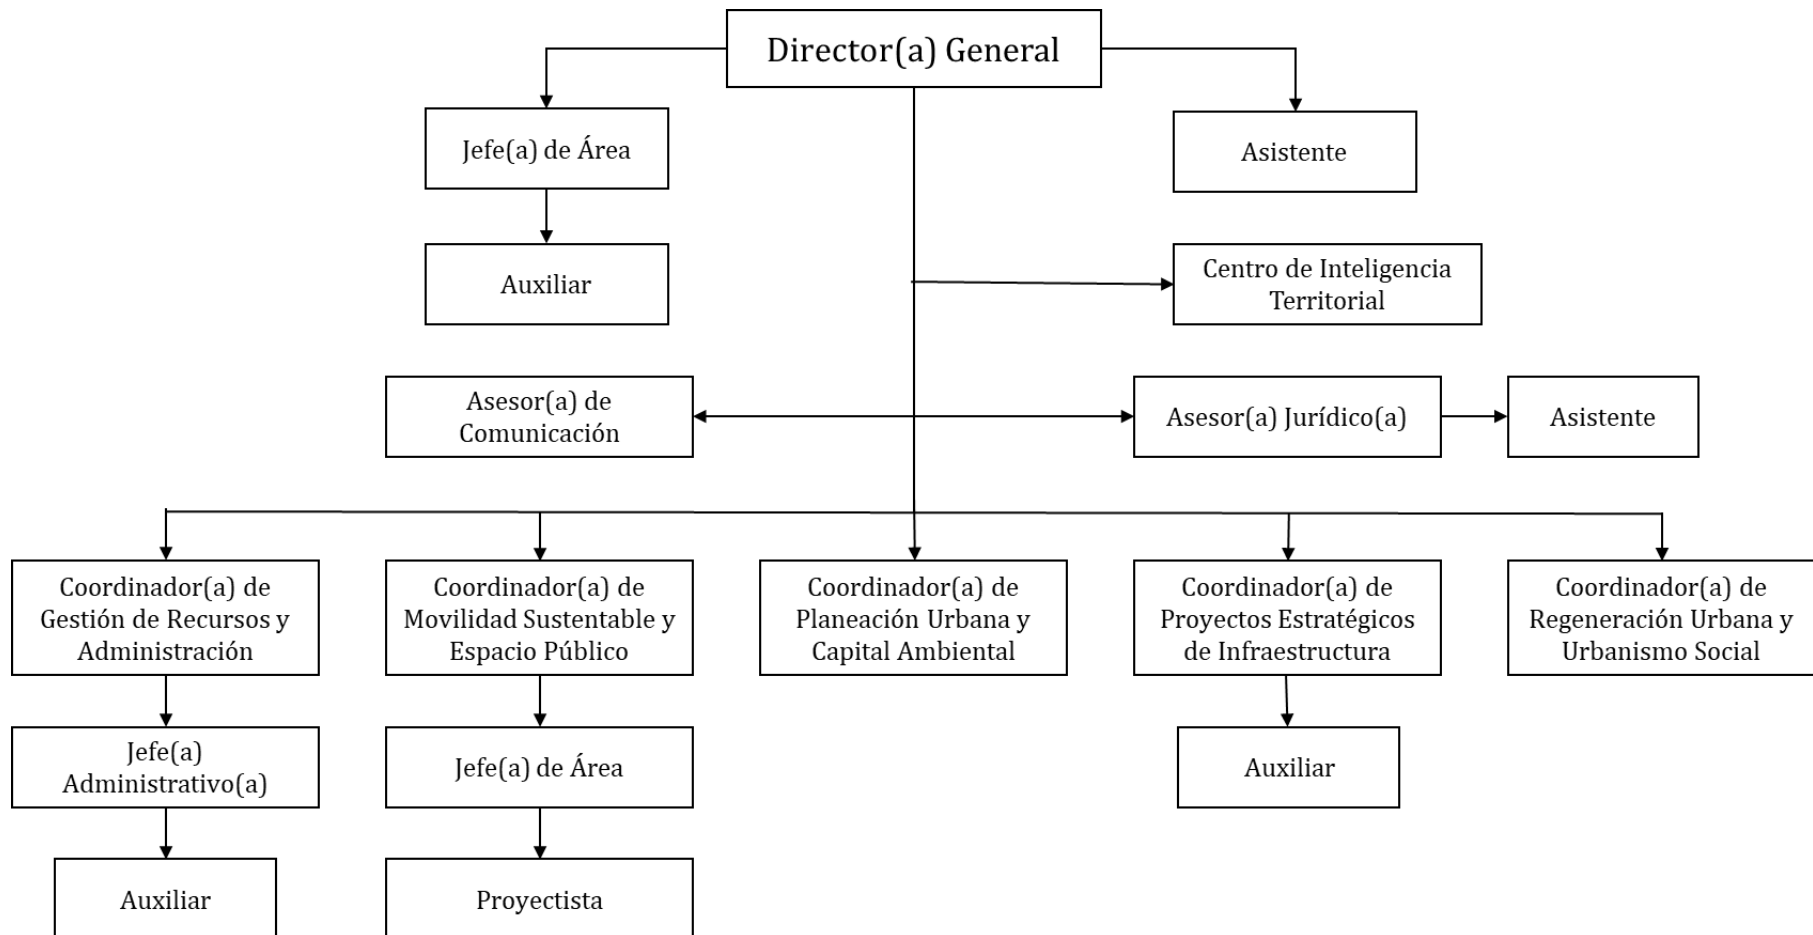 Director(a) General
Jefe(a) de Área
Asistente
Auxiliar
Centro de Inteligencia
Territorial
Asesor(a) de
Comunicación
Asesor(a) Jurídico(a)
Asistente
Coordinador(a) de
Gestión de Recursos y
Administración
Coordinador(a) de
Movilidad Sustentable y
Espacio Público
Coordinador(a) de
Planeación Urbana y
Capital Ambiental
Coordinador(a) de
Proyectos Estratégicos
de Infraestructura
Coordinador(a) de
Regeneración Urbana y
Urbanismo Social
Jefe(a)
Administrativo(a)
Jefe(a) de Área
Auxiliar
Auxiliar
Proyectista